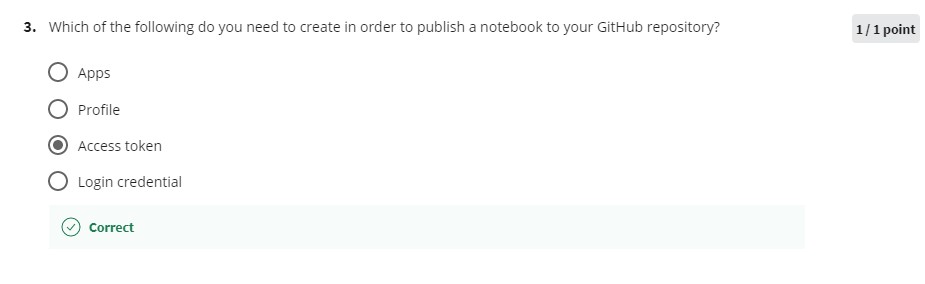 3. Which of the following do you need to create in order to publish a notebook to your GitHub repository?
1 / 1 point
Apps
Profile
Access token
Login credential
Correct